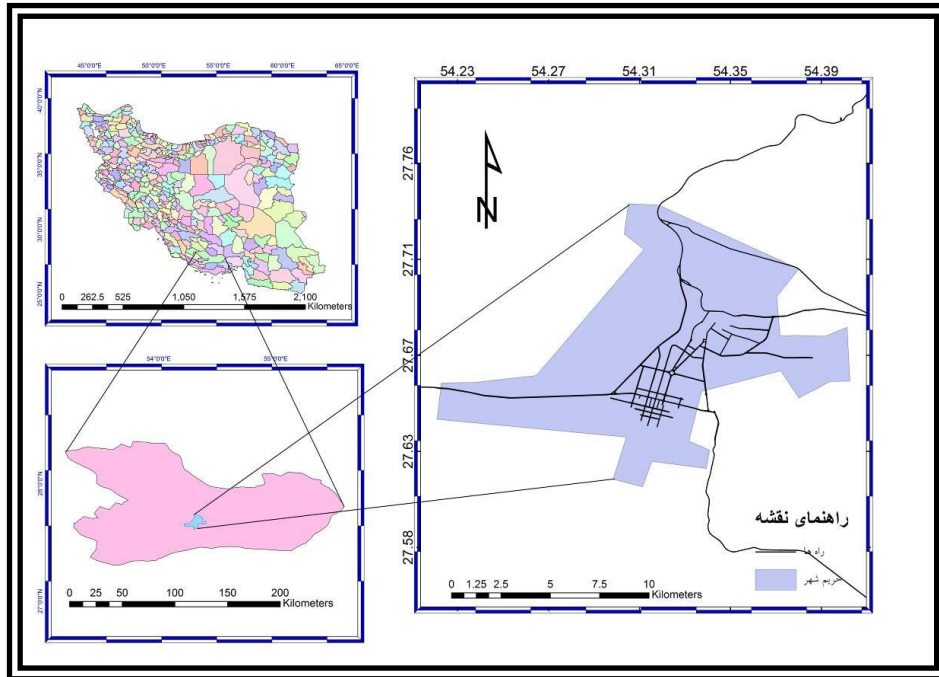 45°0'0"E 50°0'0"E 55°0'0"E 60°0'0"E 65°0'0"E
40°0'0"N
35°0'0"N
30°0'0"N
25°0'0"N
0 262.5 525 1,050 1,575 2,100
Kilometers
54°0'0"E 55°0'0"E
28°0'0"N
27°0'0"N
0 25 50 100 150 200
Kilometers
54.23 54.27 54.31 54.35 54.39
27.76
27.71
27.67
27.63
27.58
N
راهنمای نقشه
راه ها
حریم شهر
0 1.25 2.5 5 7.5 10
Kilometers